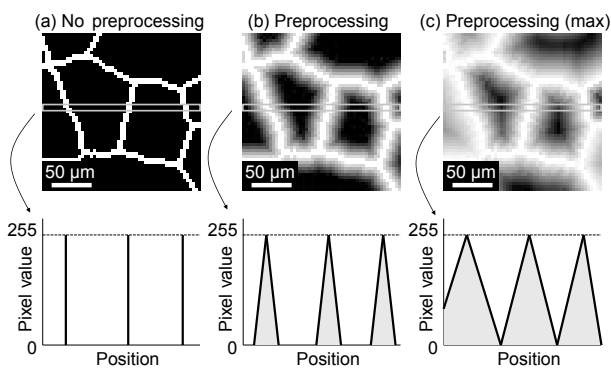 (a) No preprocessing
(b) Preprocessing
(c) Preprocessing (max)
50 μm
50 μm
50 μm
255
Pixel value
0
Position
255
Pixel value
0
Position
255
Pixel value
0
Position